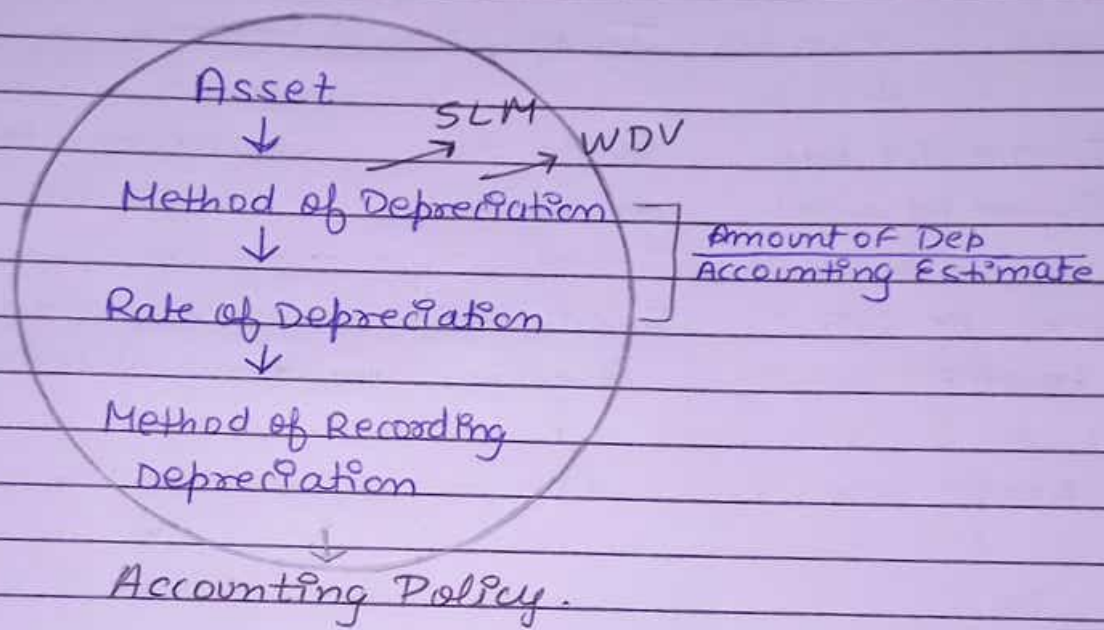 Asset
↓
SLM
WDV
Method of Depreciation
↓
Amount of Dep
Accounting Estimate
Rate of Depreciation
↓
Method of Recording
Depreciation
↓
Accounting Policy.